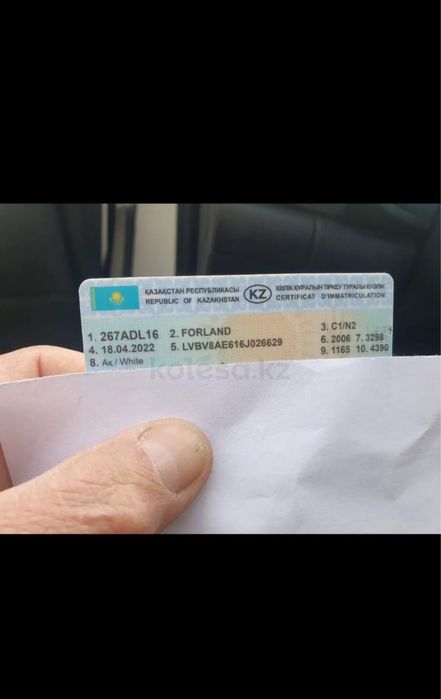 ҚАЗАҚСТАН РЕСПУБЛИКАСЫ KZ КӨЛІК ҚҰРАЛЫН ТІРКЕУ ТУРАЛЫ КУӘЛІК
REPUBLIC OF KAZAKHSTAN CERTIFICAT D'IMMATRICULATION
1. 267ADL16 2. FORLAND 3. C1/N2
4. 18.04.2022 5. LVBV8AE616J026629 6. 2006 7. 3298
8. Ақ / White 9. 1165 10. 4390
kolesa.kz